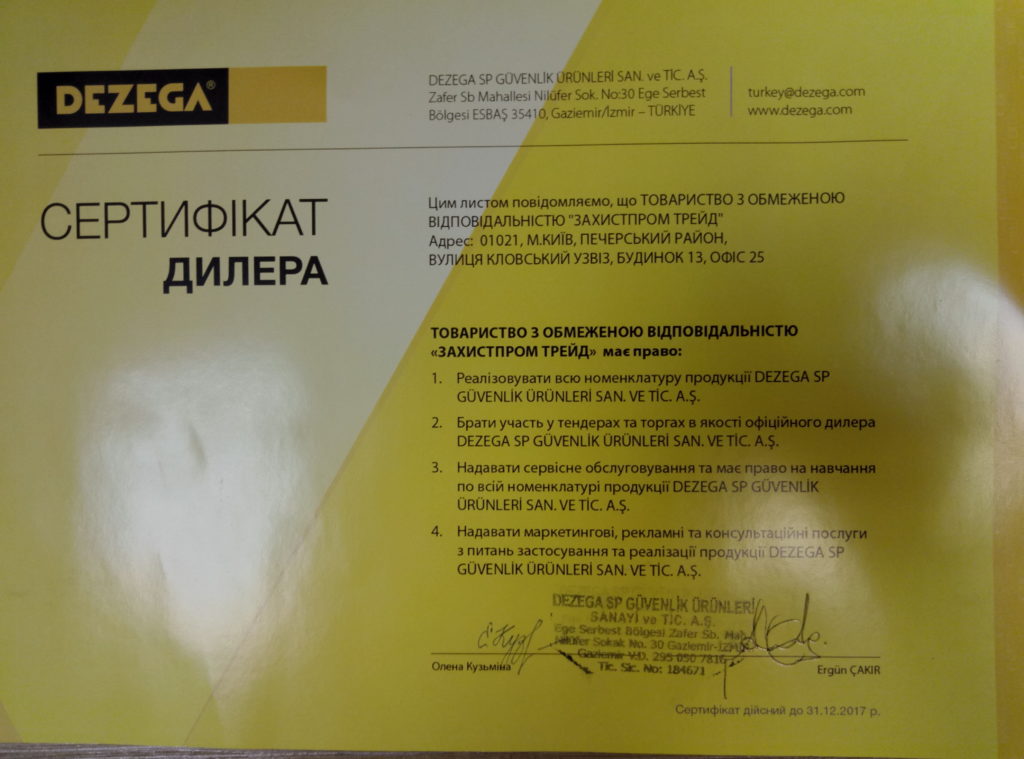 DEZEGA®
DEZEGA SP GÜVENLİK ÜRÜNLERİ SAN. ve TİC. A.Ş.
Zafer Sb Mahallesi Nilüfer Sok. No:30 Ege Serbest
Bölgesi ESBAŞ 35410, Gaziemir/İzmir – TÜRKİYE
turkey@dezega.com
www.dezega.com
СЕРТИФІКАТ
ДИЛЕРА
Цим листом повідомляємо, що ТОВАРИСТВО З ОБМЕЖЕНОЮ
ВІДПОВІДАЛЬНІСТЮ "ЗАХИСТПРОМ ТРЕЙД"
Адрес: 01021, М.КИЇВ, ПЕЧЕРСЬКИЙ РАЙОН,
ВУЛИЦЯ КЛОВСЬКИЙ УЗВІЗ, БУДИНОК 13, ОФІС 25
ТОВАРИСТВО З ОБМЕЖЕНОЮ ВІДПОВІДАЛЬНІСТЮ
«ЗАХИСТПРОМ ТРЕЙД» має право:
1. Реалізовувати всю номенклатуру продукції DEZEGA SP
GÜVENLİK ÜRÜNLERİ SAN. VE TİC. A.Ş.
2. Брати участь у тендерах та торгах в якості офіційного дилера
DEZEGA SP GÜVENLİK ÜRÜNLERİ SAN. VE TİC. A.Ş.
3. Надавати сервісне обслуговування та має право на навчання
по всій номенклатурі продукції DEZEGA SP GÜVENLİK
ÜRÜNLERİ SAN. VE TİC. A.Ş.
4. Надавати маркетингові, рекламні та консультаційні послуги
з питань застосування та реалізації продукції DEZEGA SP
GÜVENLİK ÜRÜNLERİ SAN. VE TİC. A.Ş.
DEZEGA SP GÜVENLİK ÜRÜNLERİ
SANAYİ ve TİC. A.Ş.
Ege Serbest Bölgesi Zafer Sb. Mah.
Nilüfer Sokak No. 30 Gaziemir-İZMİR
Gaziemir V.D. 295 050 7816
Tic. Sic. No: 184671
Олена Кузьміна
Ergün ÇAKIR
Сертифікат дійсний до 31.12.2017 р.